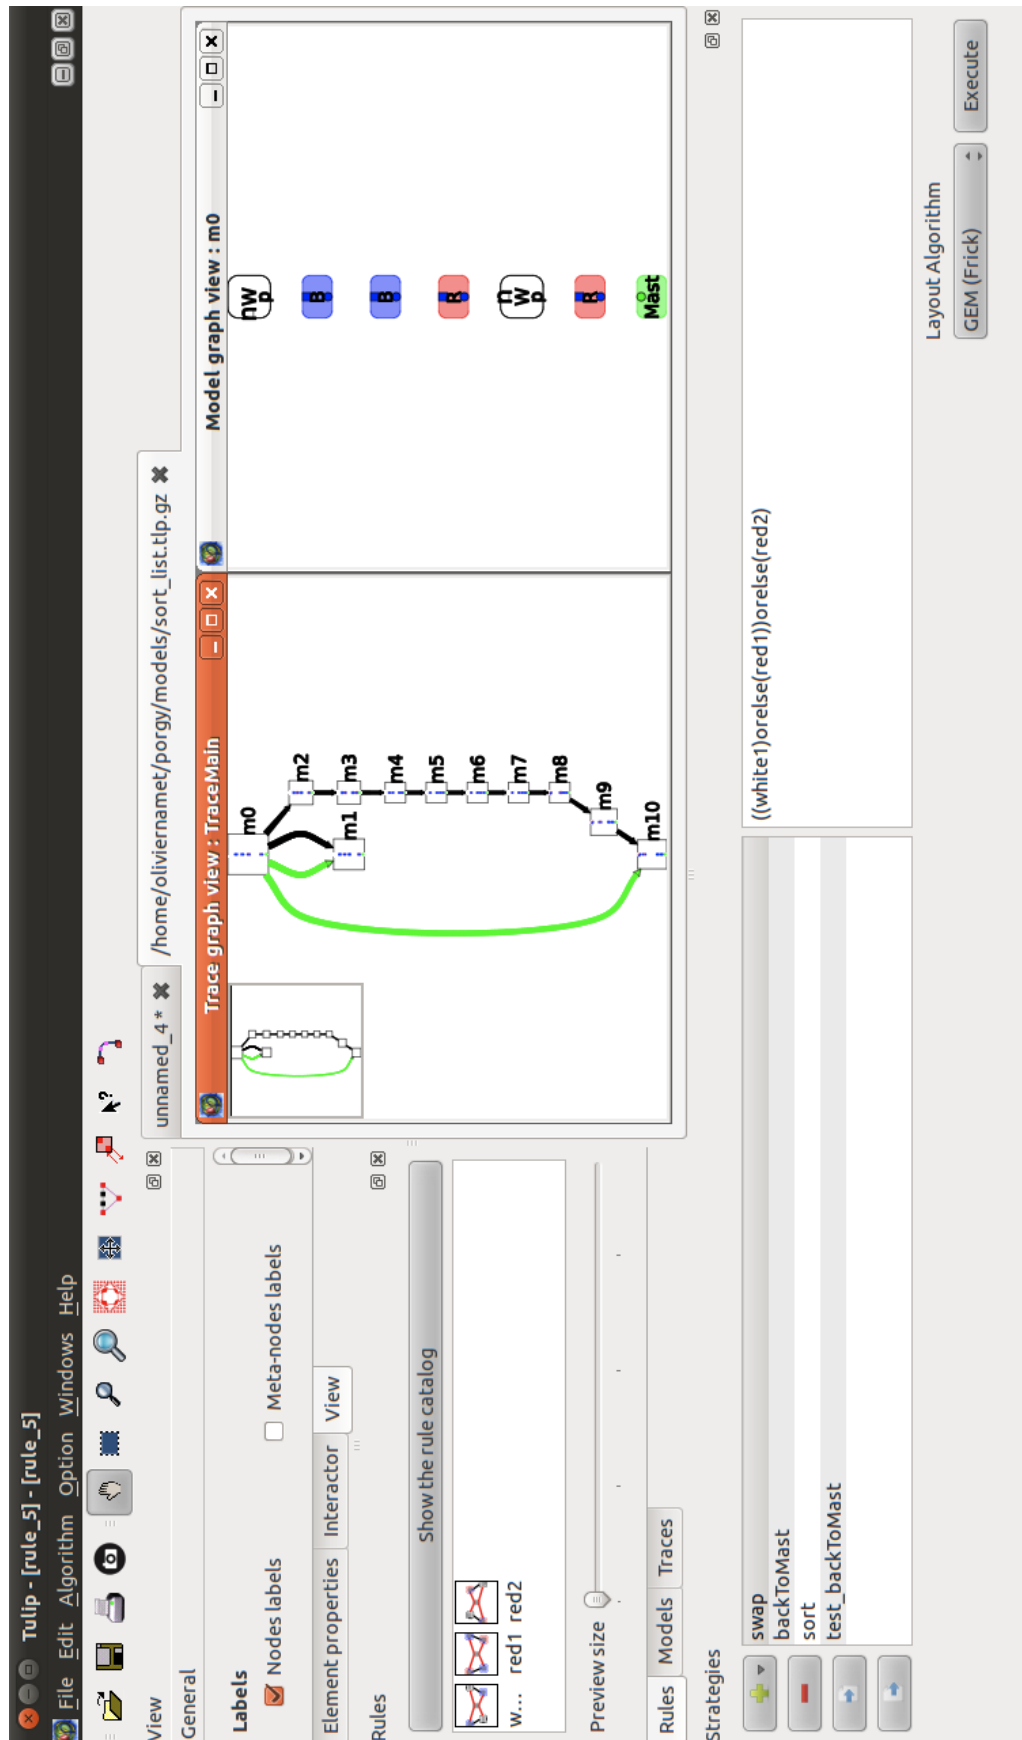 Tulip - [rule_5] - [rule_5]
File Edit Algorithm Option Windows Help
View
General
Labels
Nodes labels
Meta-nodes labels
Element properties Interactor View
Rules
Show the rule catalog
w... red1 red2
Preview size
Rules Models Traces
unnamed_4 *
/home/oliviernamet/porgy/models/sort_list.tlp.gz
Trace graph view : TraceMain
m0
m2
m3
m1
m4
m5
m6
m7
m8
m9
m10
Model graph view : m0
nw
p
B
B
R
n
W
p
R
Mast
Strategies
swap
backToMast
sort
test_backToMast
((white1)orelse(red1))orelse(red2)
Layout Algorithm
GEM (Frick)
Execute